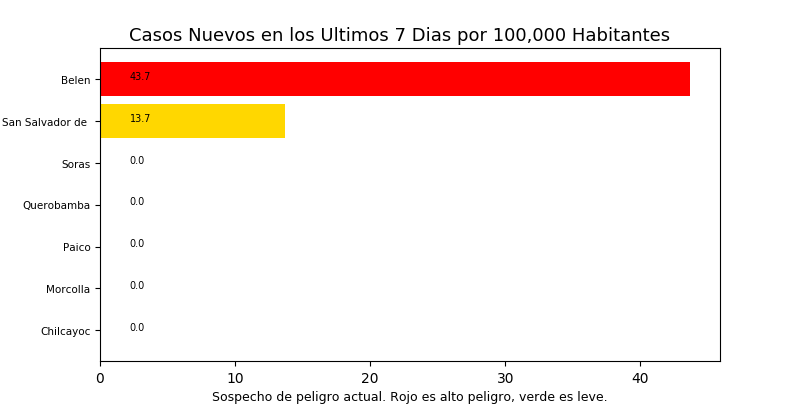 Casos Nuevos en los Ultimos 7 Dias por 100,000 Habitantes
Belen 43.7
San Salvador de 13.7
Soras 0.0
Querobamba 0.0
Paico 0.0
Morcolla 0.0
Chilcayoc 0.0
0 10 20 30 40
Sospecho de peligro actual. Rojo es alto peligro, verde es leve.